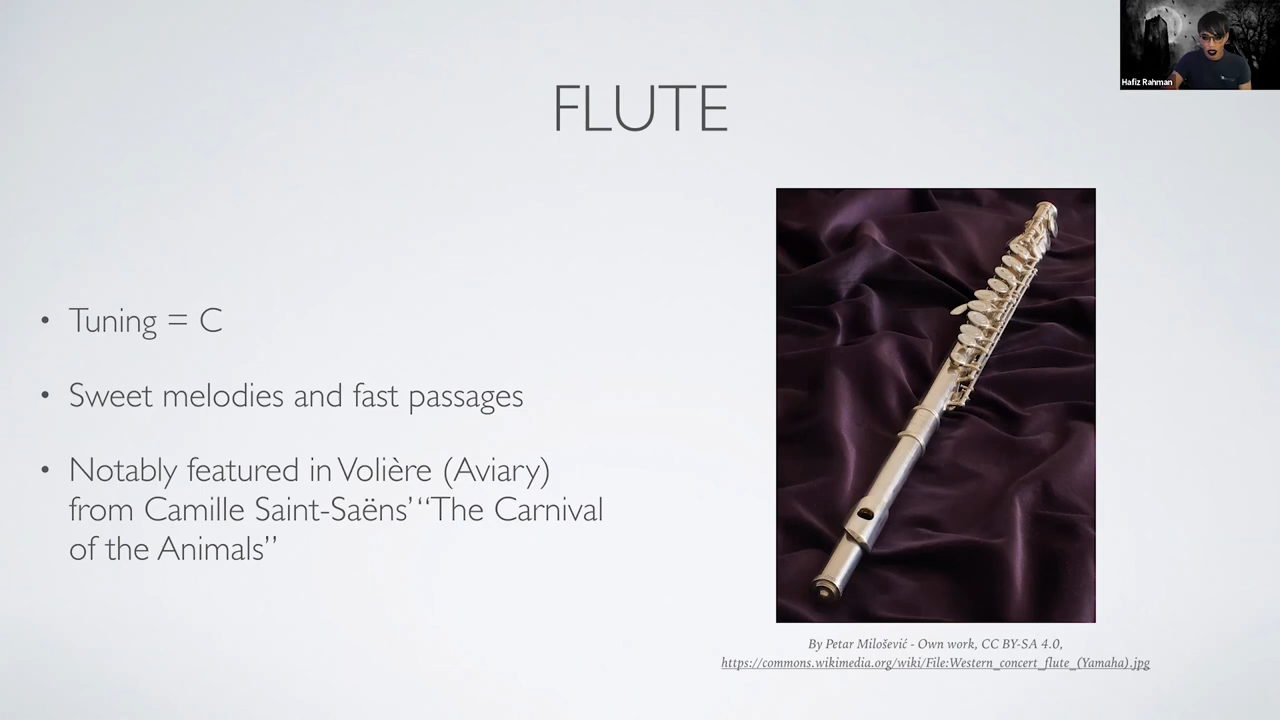 Hafiz Rahman
FLUTE
• Tuning = C
• Sweet melodies and fast passages
• Notably featured in Volière (Aviary)
from Camille Saint-Saëns’ “The Carnival
of the Animals”
By Petar Milošević - Own work, CC BY-SA 4.0,
https://commons.wikimedia.org/wiki/File:Western_concert_flute_(Yamaha).jpg